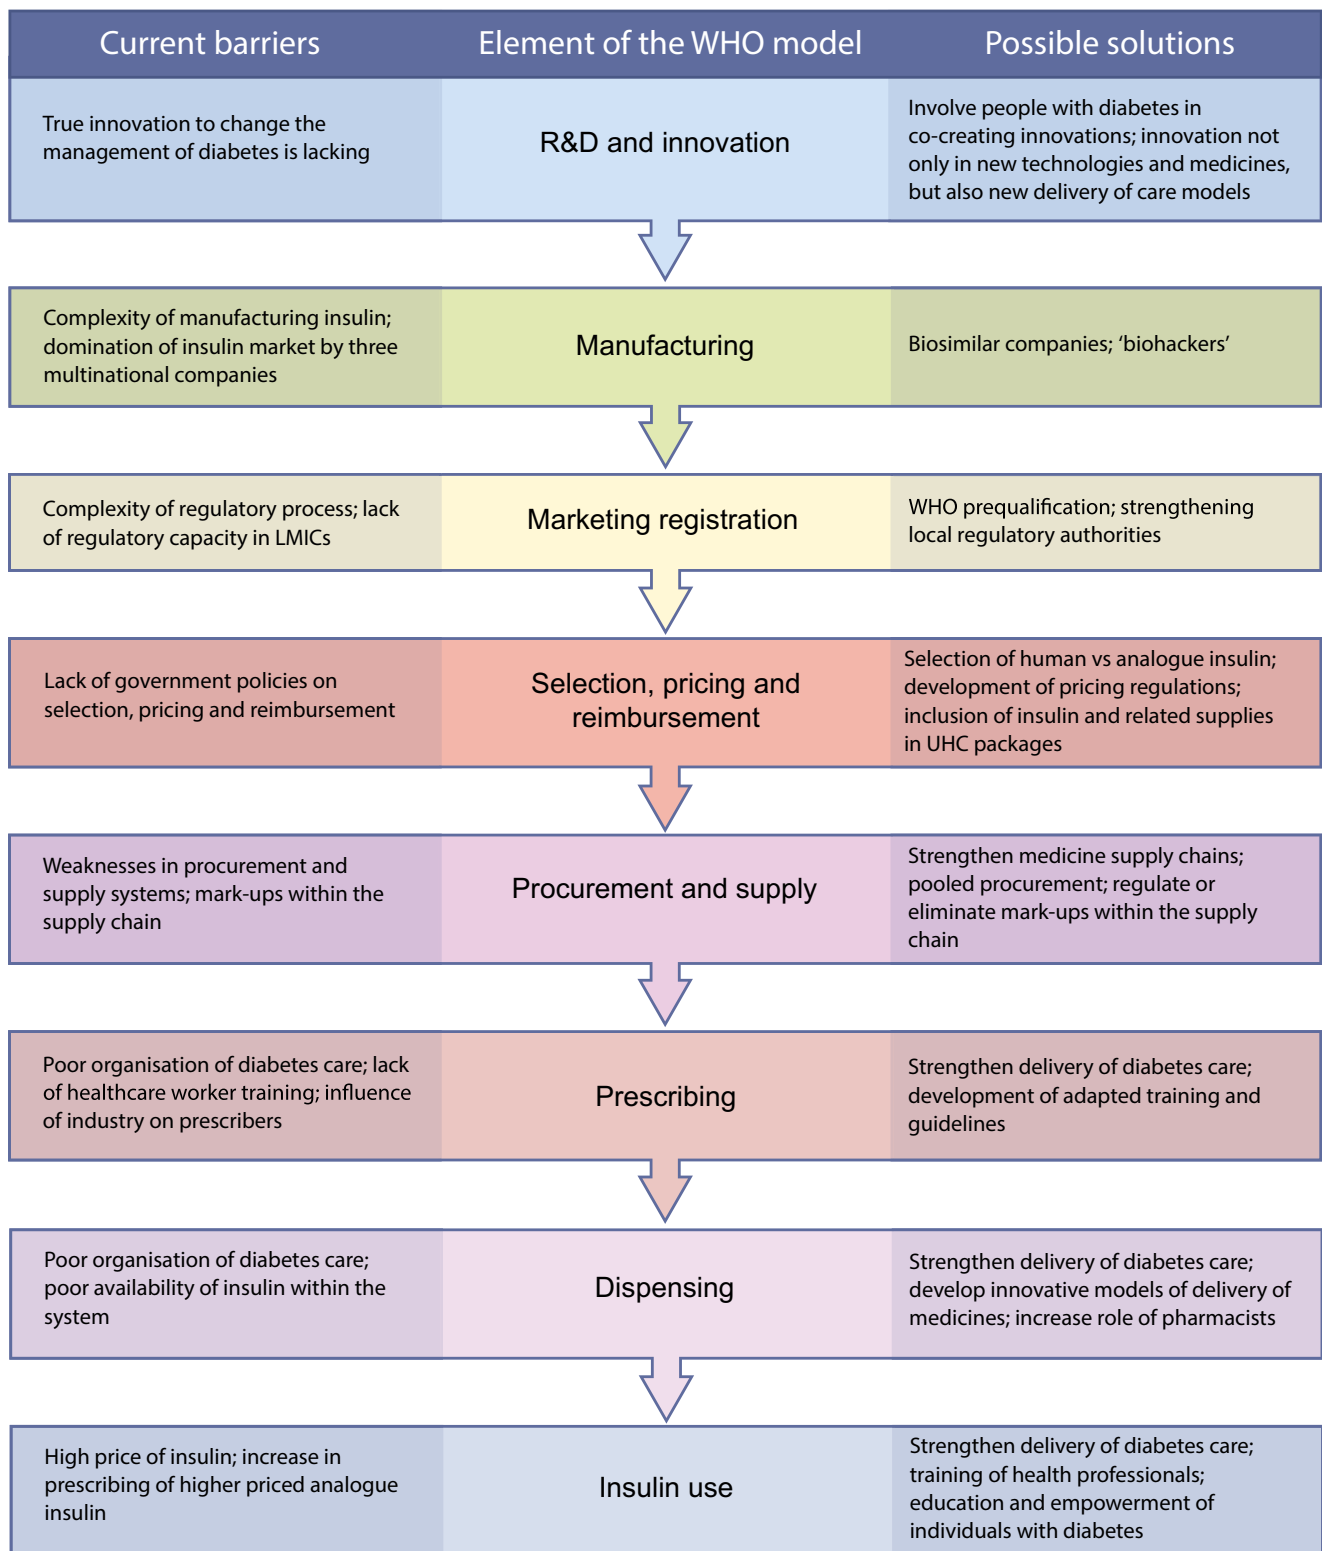 Current barriers
Element of the WHO model
Possible solutions
True innovation to change the
management of diabetes is lacking
R&D and innovation
Involve people with diabetes in
co-creating innovations; innovation not
only in new technologies and medicines,
but also new delivery of care models
Complexity of manufacturing insulin;
domination of insulin market by three
multinational companies
Manufacturing
Biosimilar companies; ‘biohackers’
Complexity of regulatory process; lack
of regulatory capacity in LMICs
Marketing registration
WHO prequalification; strengthening
local regulatory authorities
Lack of government policies on
selection, pricing and reimbursement
Selection, pricing and
reimbursement
Selection of human vs analogue insulin;
development of pricing regulations;
inclusion of insulin and related supplies
in UHC packages
Weaknesses in procurement and
supply systems; mark-ups within the
supply chain
Procurement and supply
Strengthen medicine supply chains;
pooled procurement; regulate or
eliminate mark-ups within the supply
chain
Poor organisation of diabetes care; lack
of healthcare worker training; influence
of industry on prescribers
Prescribing
Strengthen delivery of diabetes care;
development of adapted training and
guidelines
Poor organisation of diabetes care;
poor availability of insulin within the
system
Dispensing
Strengthen delivery of diabetes care;
develop innovative models of delivery of
medicines; increase role of pharmacists
High price of insulin; increase in
prescribing of higher priced analogue
insulin
Insulin use
Strengthen delivery of diabetes care;
training of health professionals;
education and empowerment of
individuals with diabetes